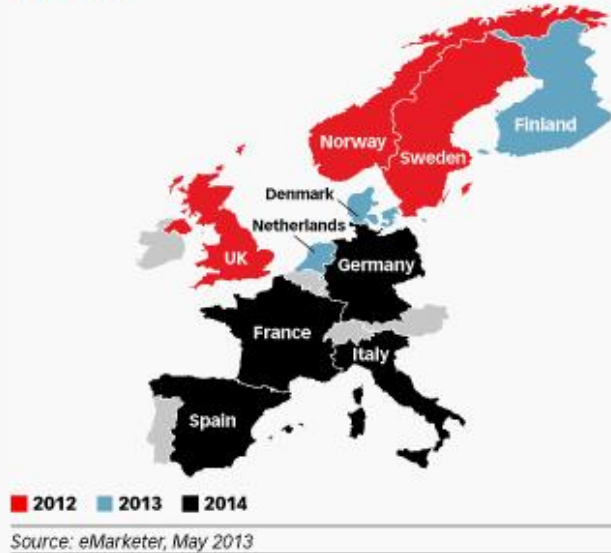 Norway
Sweden
Finland
Denmark
Netherlands
UK
Germany
France
Italy
Spain
2012 2013 2014
Source: eMarketer, May 2013